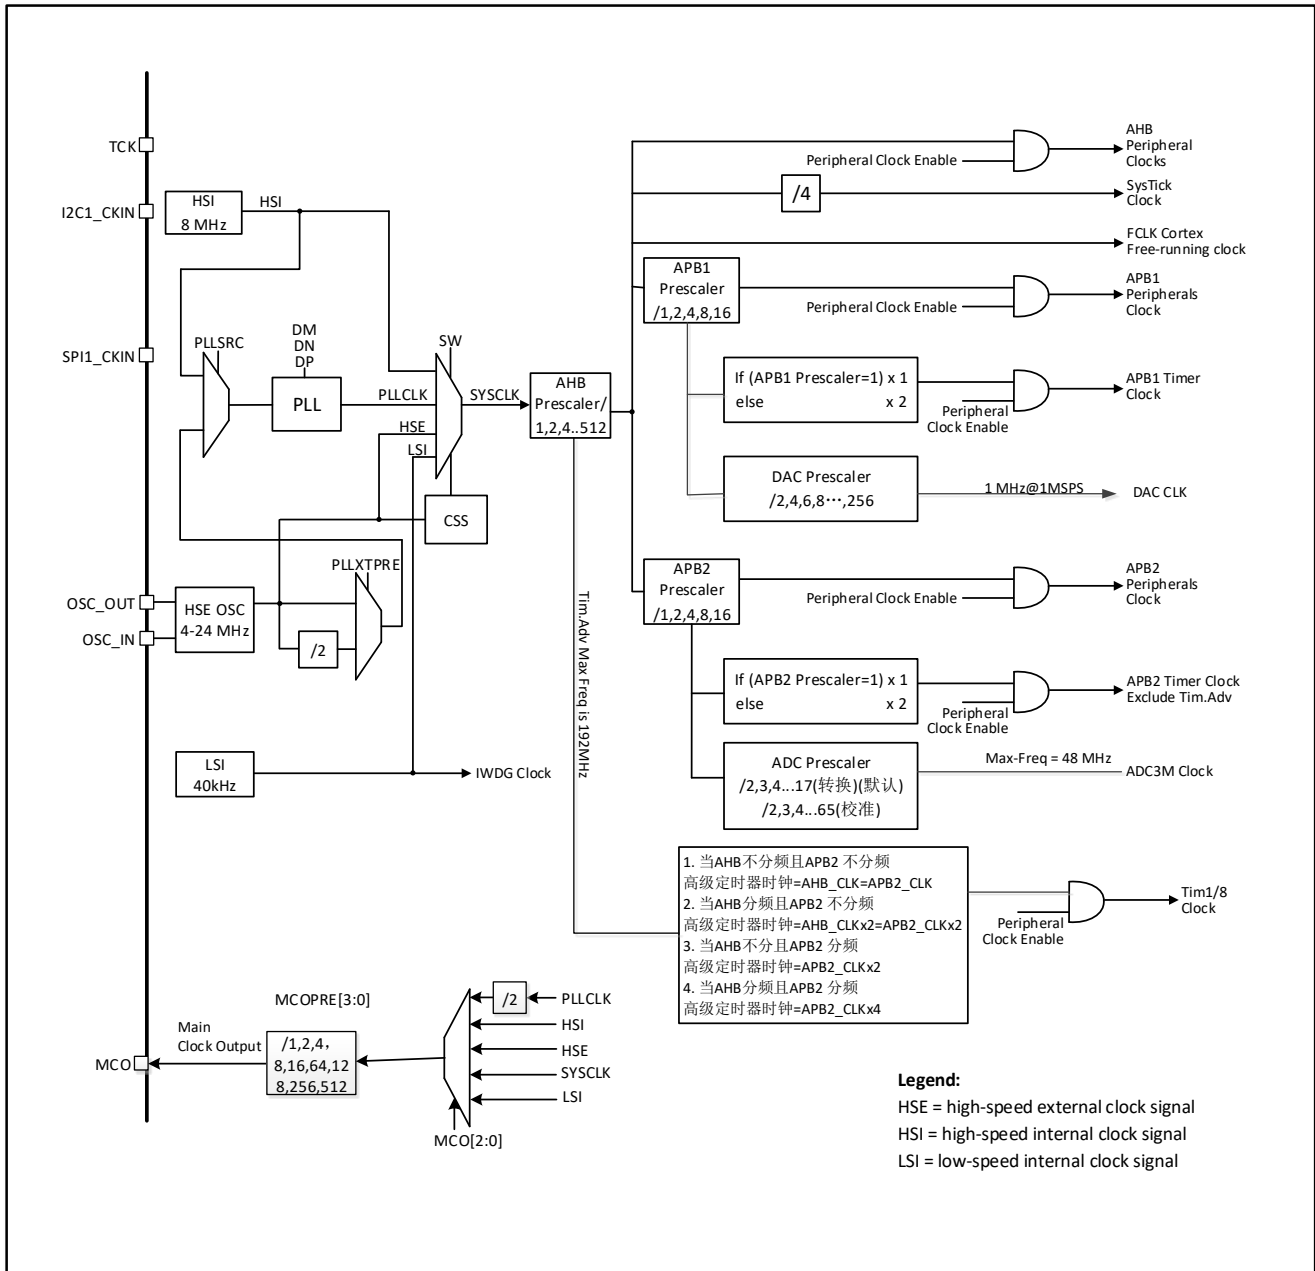 TCK
I2C1_CKIN
SPI1_CKIN
OSC_OUT
OSC_IN
MCO
HSI
8 MHz
HSI
PLLSRC
DM
DN
DP
PLL
PLLCLK
HSE
LSI
SW
SYSCLK
CSS
PLLXTPRE
HSE OSC
4-24 MHz
/2
LSI
40kHz
IWDG Clock
AHB
Prescaler/
1,2,4..512
Tim.Adv Max Freq is 192MHz
Peripheral Clock Enable
AHB
Peripheral
Clocks
/4
SysTick
Clock
FCLK Cortex
Free-running clock
APB1
Prescaler
/1,2,4,8,16
Peripheral Clock Enable
APB1
Peripherals
Clock
If (APB1 Prescaler=1) x 1
else x 2
Peripheral
Clock Enable
APB1 Timer
Clock
DAC Prescaler
/2,4,6,8⋯,256
1 MHz@1MSPS
DAC CLK
APB2
Prescaler
/1,2,4,8,16
Peripheral Clock Enable
APB2
Peripherals
Clock
If (APB2 Prescaler=1) x 1
else x 2
Peripheral
Clock Enable
APB2 Timer Clock
Exclude Tim.Adv
ADC Prescaler
/2,3,4...17(转换)(默认)
/2,3,4...65(校准)
Max-Freq = 48 MHz
ADC3M Clock
1. 当AHB不分频且APB2 不分频
高级定时器时钟=AHB_CLK=APB2_CLK
2. 当AHB分频且APB2 不分频
高级定时器时钟=AHB_CLKx2=APB2_CLKx2
3. 当AHB不分且APB2 分频
高级定时器时钟=APB2_CLKx2
4. 当AHB分频且APB2 分频
高级定时器时钟=APB2_CLKx4
Peripheral
Clock Enable
Tim1/8
Clock
MCOPRE[3:0]
Main
Clock Output
/1,2,4，
8,16,64,12
8,256,512
/2
PLLCLK
HSI
HSE
SYSCLK
LSI
MCO[2:0]
Legend:
HSE = high-speed external clock signal
HSI = high-speed internal clock signal
LSI = low-speed internal clock signal